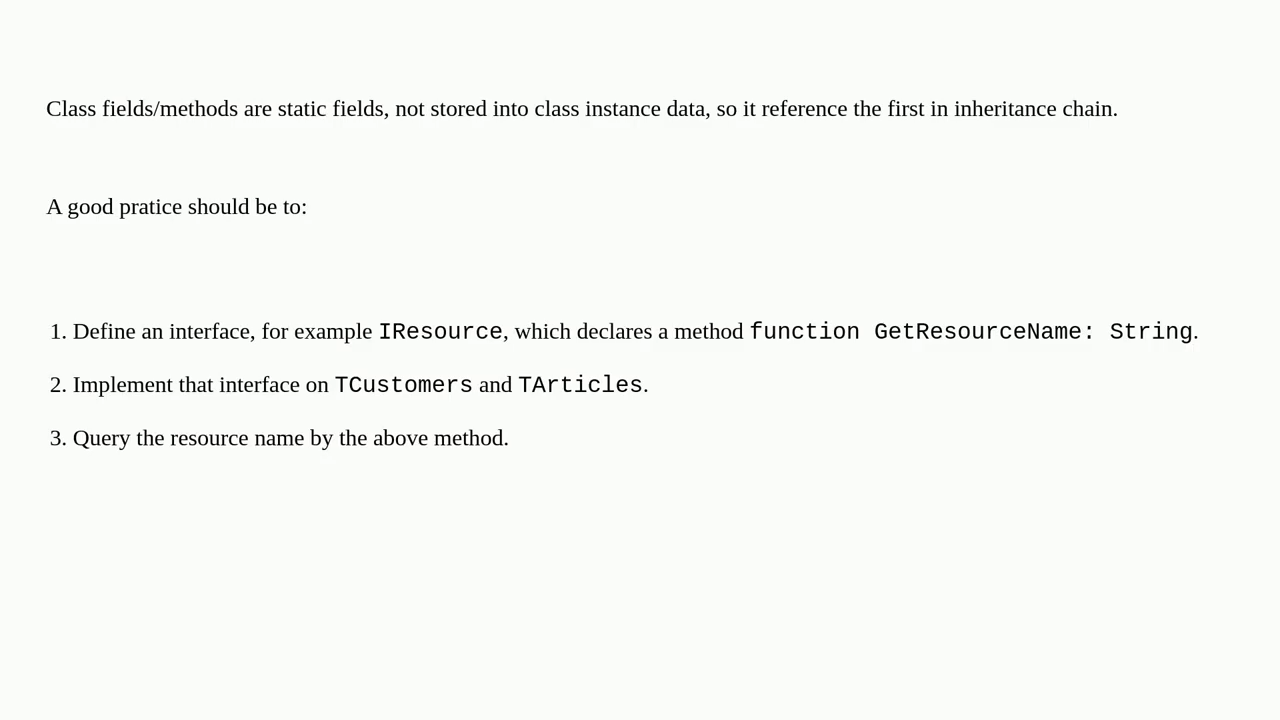 Class fields/methods are static fields, not stored into class instance data, so it reference the first in inheritance chain.
A good pratice should be to:
1. Define an interface, for example IResource, which declares a method function GetResourceName: String.
2. Implement that interface on TCustomers and TArticles.
3. Query the resource name by the above method.